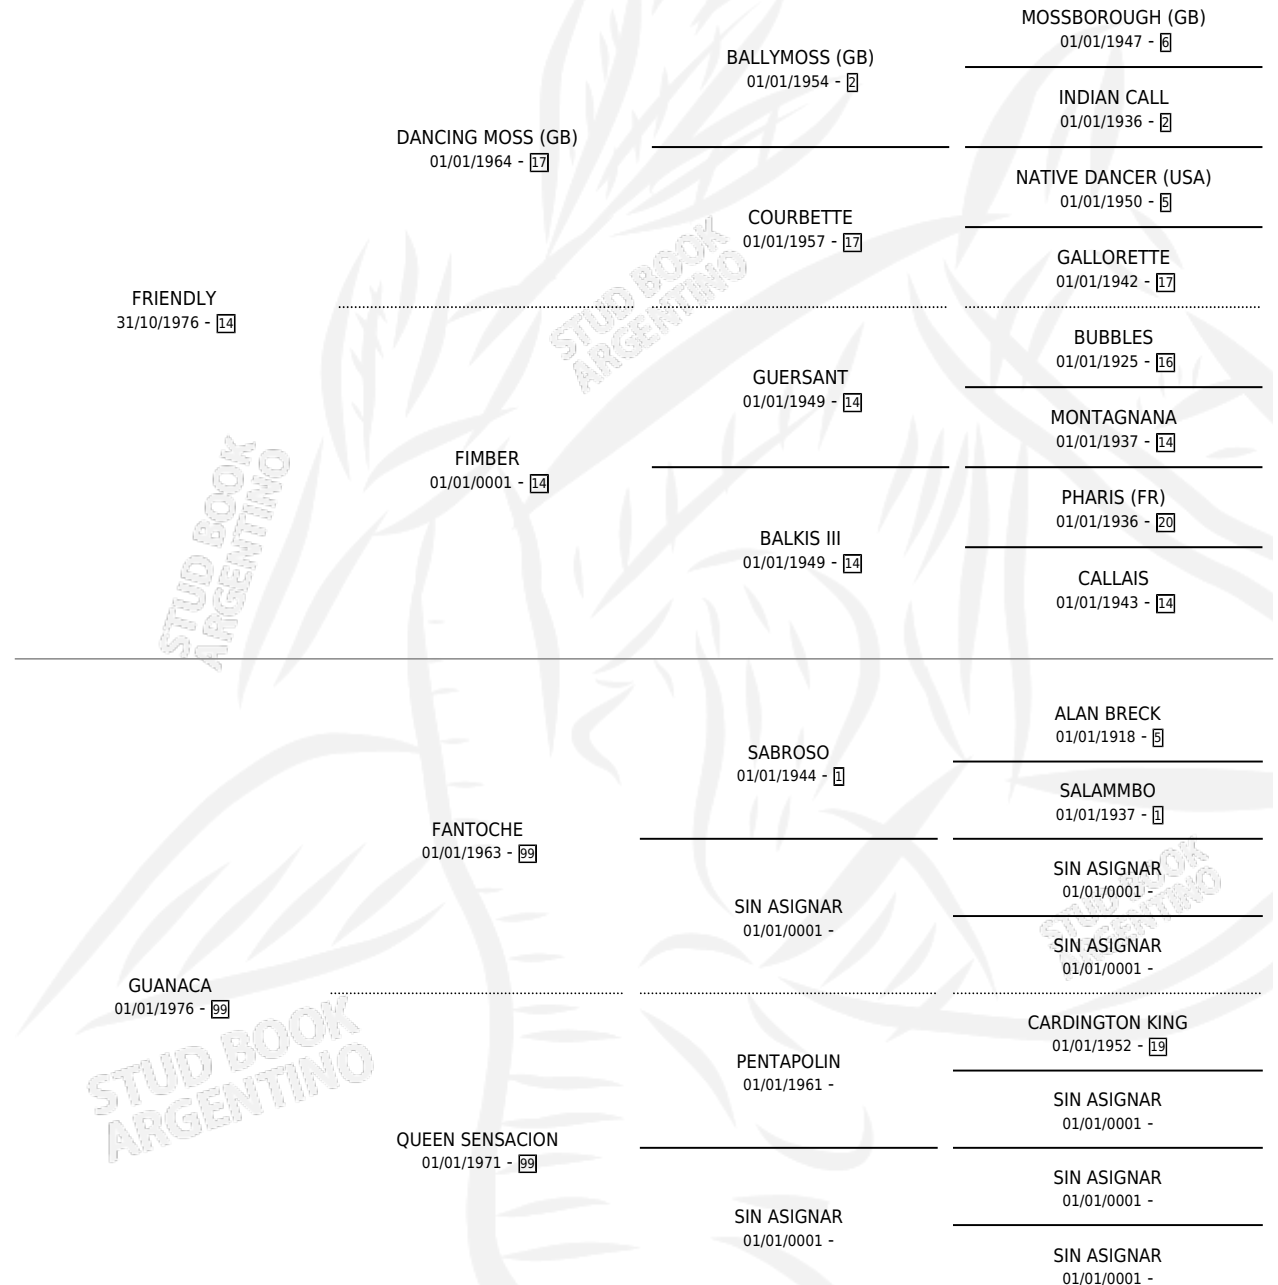 MOSSBOROUGH (GB)
01/01/1947 - 6
BALLYMOSS (GB)
01/01/1954 - 2
INDIAN CALL
01/01/1936 - 2
DANCING MOSS (GB)
01/01/1964 - 17
NATIVE DANCER (USA)
01/01/1950 - 5
COURBETTE
01/01/1957 - 17
GALLORETTE
01/01/1942 - 17
FRIENDLY
31/10/1976 - 14
BUBBLES
01/01/1925 - 16
GUERSANT
01/01/1949 - 14
MONTAGNANA
01/01/1937 - 14
FIMBER
01/01/0001 - 14
PHARIS (FR)
01/01/1936 - 20
BALKIS III
01/01/1949 - 14
CALLAIS
01/01/1943 - 14
ALAN BRECK
01/01/1918 - 5
SABROSO
01/01/1944 - 1
SALAMMBO
01/01/1937 - 1
FANTOCHE
01/01/1963 - 99
SIN ASIGNAR
01/01/0001 -
SIN ASIGNAR
01/01/0001 -
SIN ASIGNAR
01/01/0001 -
GUANACA
01/01/1976 - 99
CARDINGTON KING
01/01/1952 - 19
PENTAPOLIN
01/01/1961 -
SIN ASIGNAR
01/01/0001 -
QUEEN SENSACION
01/01/1971 - 99
SIN ASIGNAR
01/01/0001 -
SIN ASIGNAR
01/01/0001 -
SIN ASIGNAR
01/01/0001 -
STUD BOOK
ARGENTINO
STUD BOOK
ARGENTINO
STUD BOOK
ARGENTINO
STUD BOOK
ARGENTINO